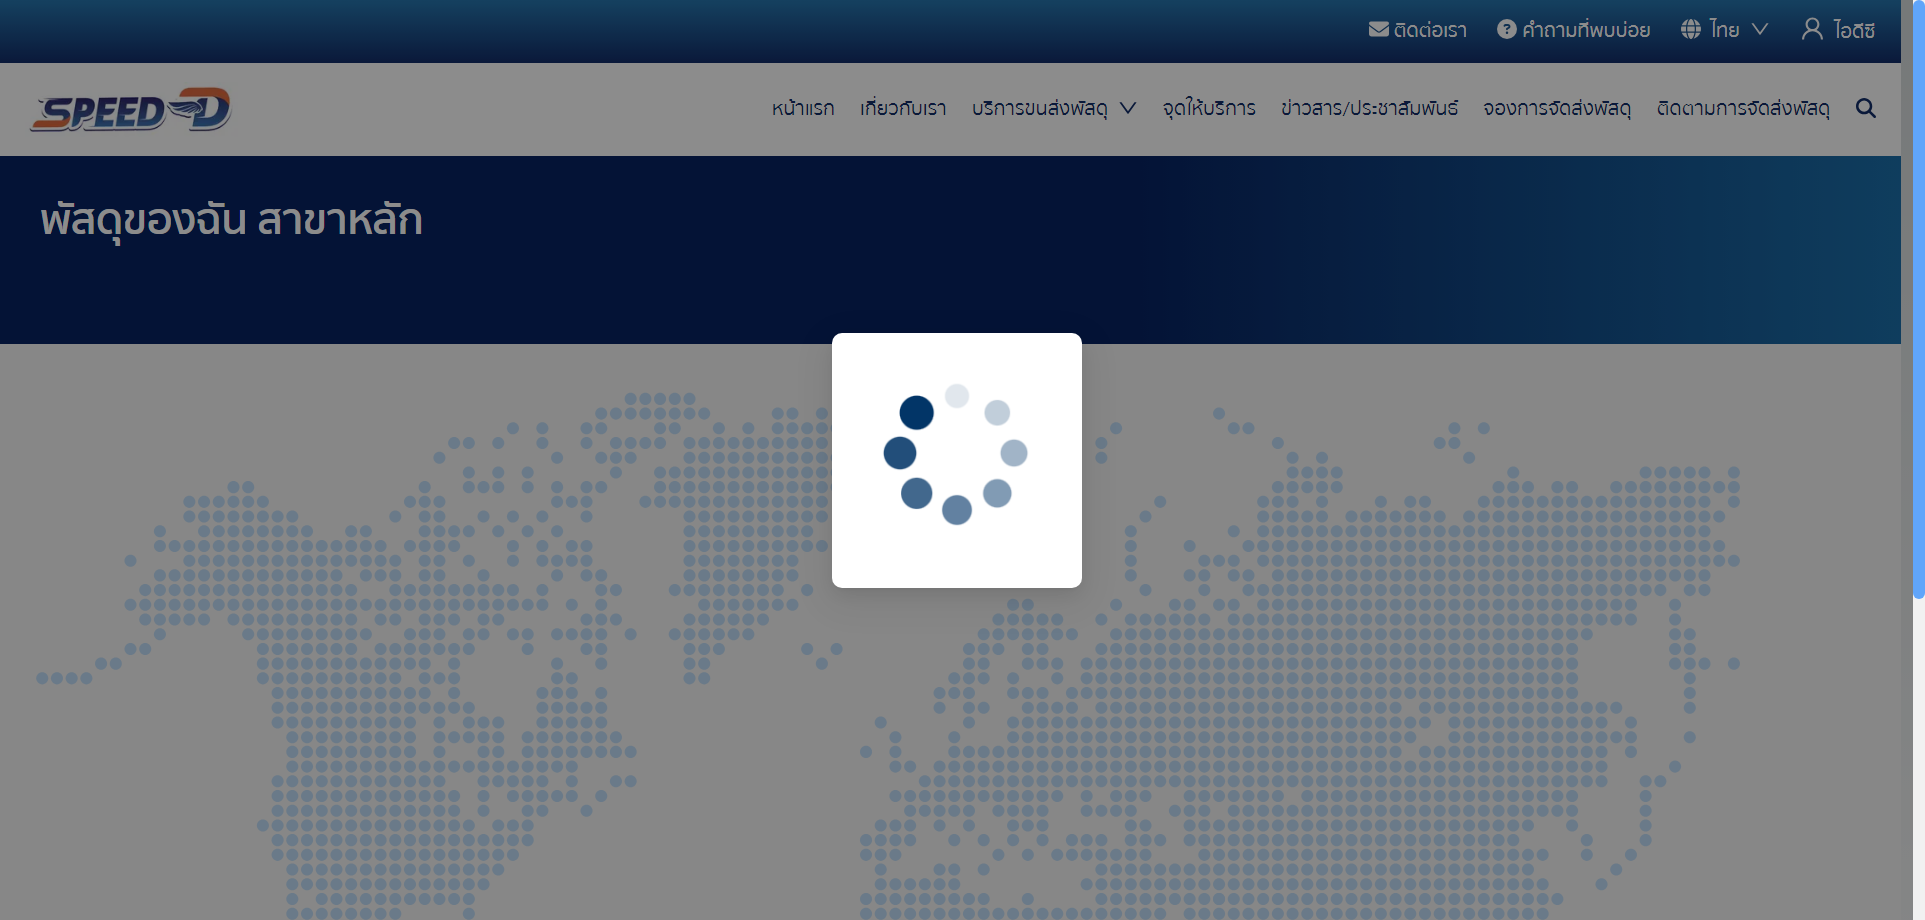 ติดต่อเรา คำถามที่พบบ่อย ไทย ไอดีซี
SPEED-D
หน้าแรก เกี่ยวกับเรา บริการขนส่งพัสดุ จุดให้บริการ ข่าวสาร/ประชาสัมพันธ์ จองการจัดส่งพัสดุ ติดตามการจัดส่งพัสดุ
พัสดุของฉัน สาขาหลัก